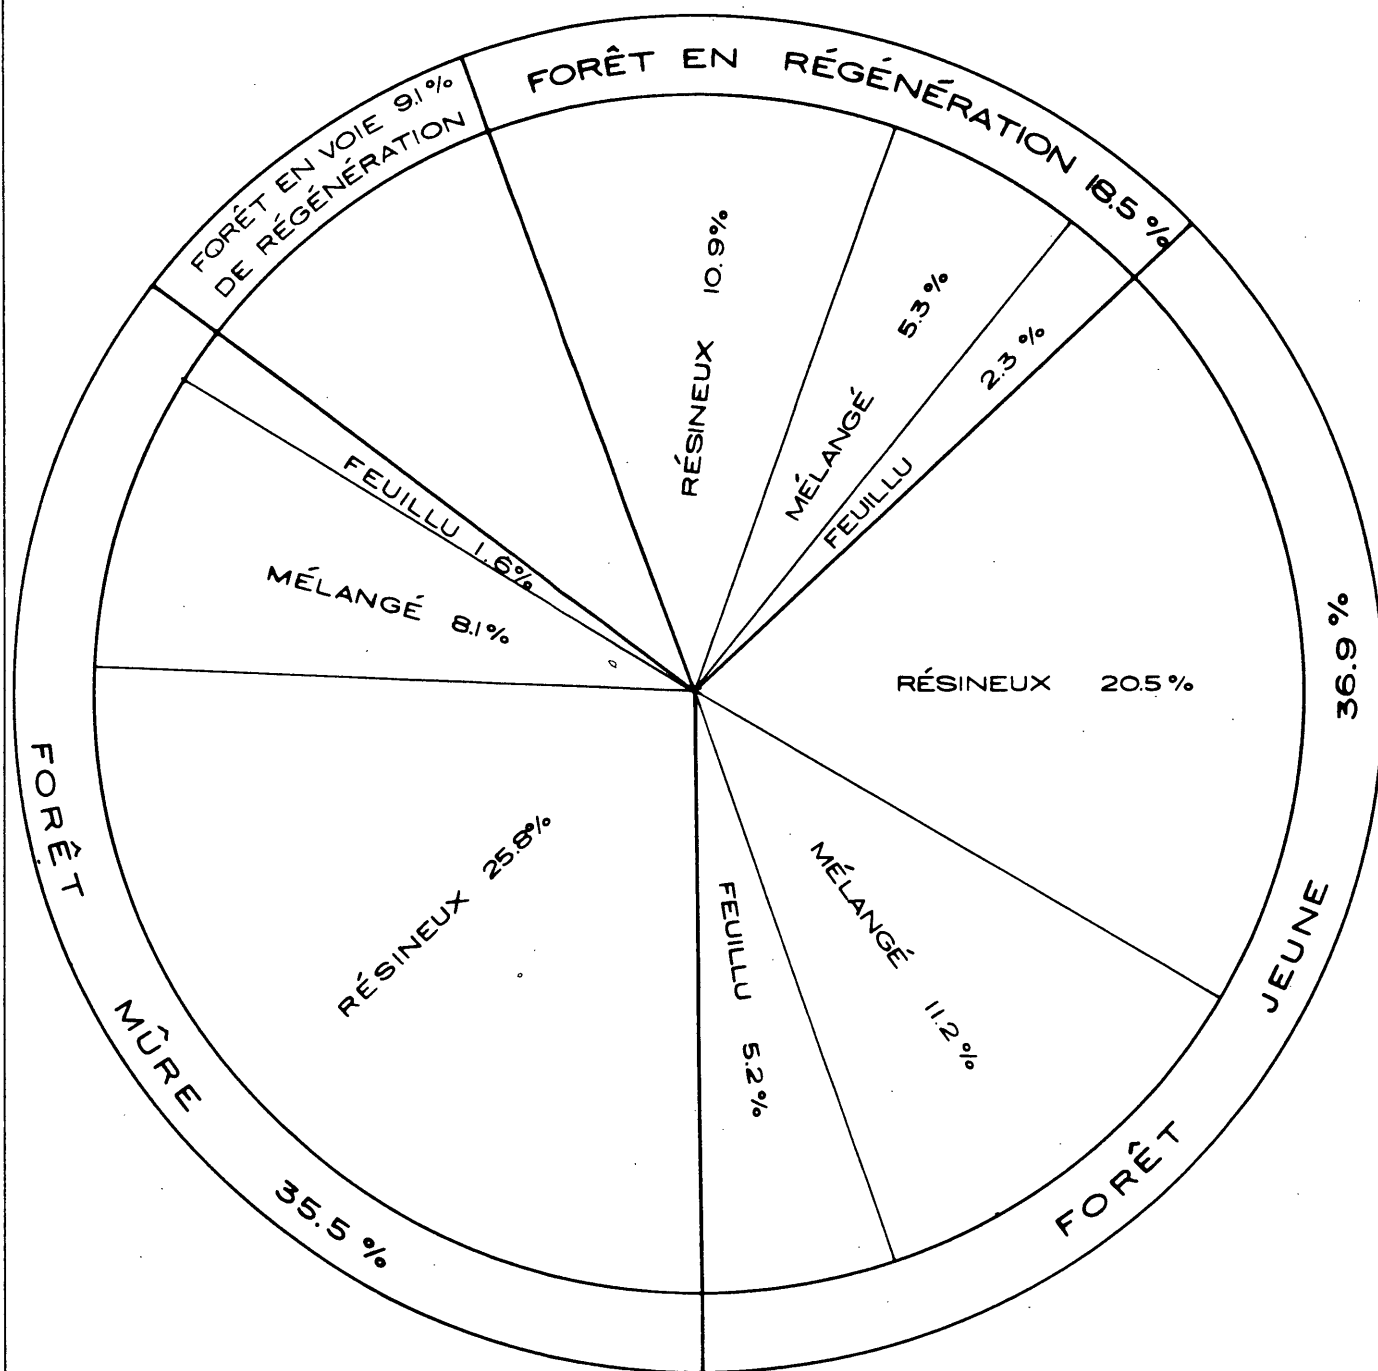 FORÊT EN RÉGÉNÉRATION 18.5 %
FORÊT EN VOIE 9.1%
DE RÉGÉNÉRATION
RÉSINEUX 10.9%
MÉLANGÉ 5.3%
FEUILLU 2.3 %
FEUILLU 1.6%
MÉLANGÉ 8.1%
RÉSINEUX 25.8%
RÉSINEUX 20.5%
MÉLANGÉ 11.2%
FEUILLU 5.2%
FORÊT JEUNE 36.9 %
FORÊT MÛRE 35.5 %